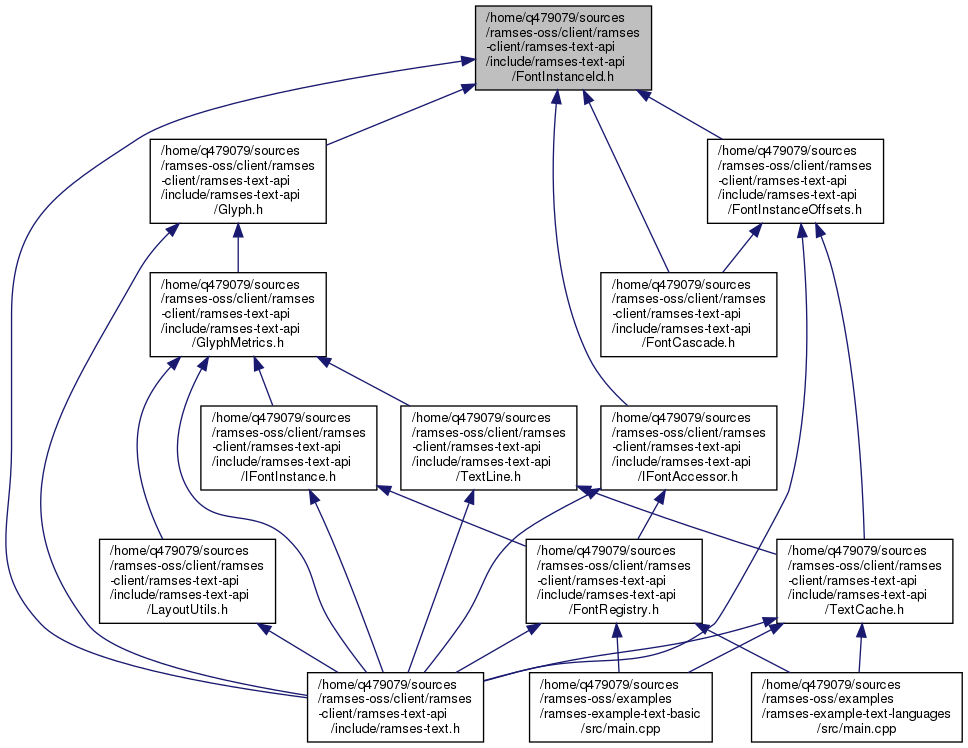 /home/q479079/sources
/ramses-oss/client/ramses
-client/ramses-text-api
/include/ramses-text-api
/FontInstanceId.h
/home/q479079/sources
/ramses-oss/client/ramses
-client/ramses-text-api
/include/ramses-text-api
/Glyph.h
/home/q479079/sources
/ramses-oss/client/ramses
-client/ramses-text-api
/include/ramses-text-api
/FontInstanceOffsets.h
/home/q479079/sources
/ramses-oss/client/ramses
-client/ramses-text-api
/include/ramses-text-api
/GlyphMetrics.h
/home/q479079/sources
/ramses-oss/client/ramses
-client/ramses-text-api
/include/ramses-text-api
/FontCascade.h
/home/q479079/sources
/ramses-oss/client/ramses
-client/ramses-text-api
/include/ramses-text-api
/IFontInstance.h
/home/q479079/sources
/ramses-oss/client/ramses
-client/ramses-text-api
/include/ramses-text-api
/TextLine.h
/home/q479079/sources
/ramses-oss/client/ramses
-client/ramses-text-api
/include/ramses-text-api
/IFontAccessor.h
/home/q479079/sources
/ramses-oss/client/ramses
-client/ramses-text-api
/include/ramses-text-api
/LayoutUtils.h
/home/q479079/sources
/ramses-oss/client/ramses
-client/ramses-text-api
/include/ramses-text-api
/FontRegistry.h
/home/q479079/sources
/ramses-oss/client/ramses
-client/ramses-text-api
/include/ramses-text-api
/TextCache.h
/home/q479079/sources
/ramses-oss/client/ramses
-client/ramses-text-api
/include/ramses-text.h
/home/q479079/sources
/ramses-oss/examples
/ramses-example-text-basic
/src/main.cpp
/home/q479079/sources
/ramses-oss/examples
/ramses-example-text-languages
/src/main.cpp